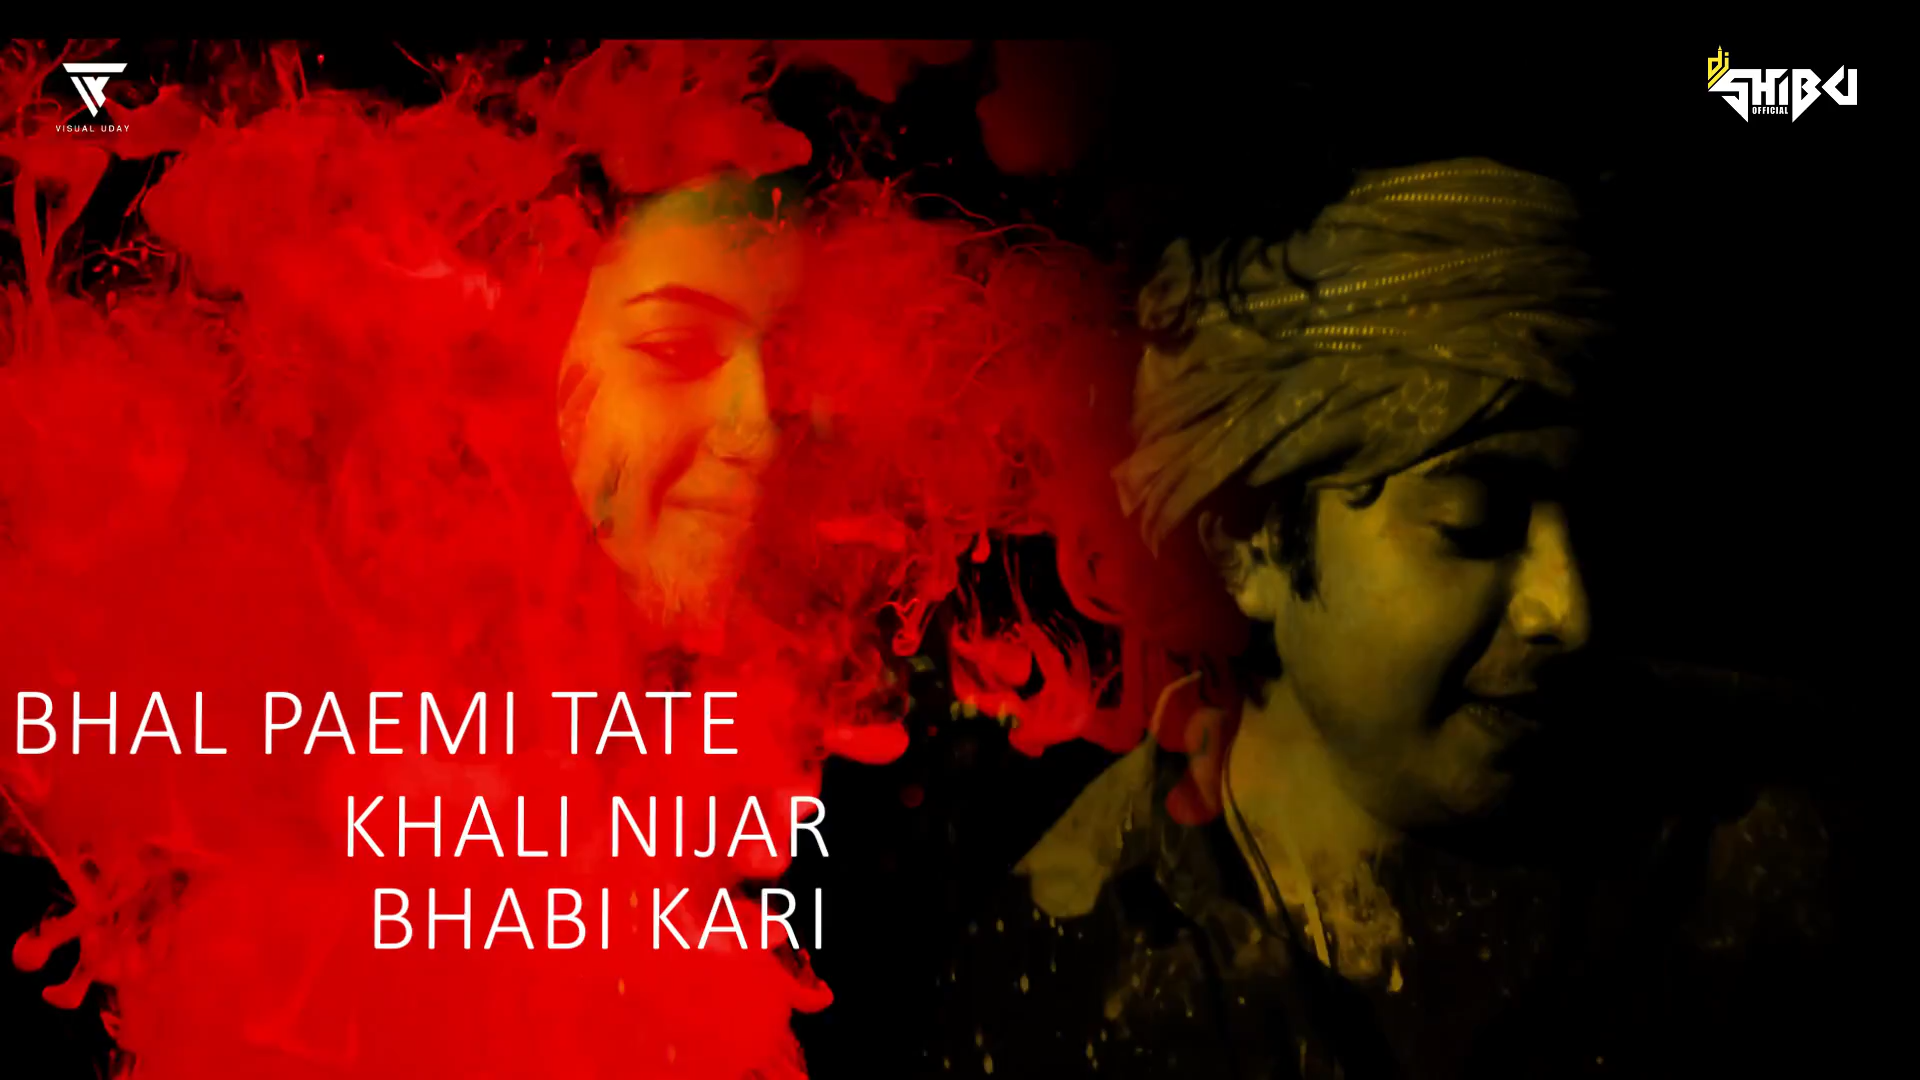 VISUAL UDAY
dj SHIBU
OFFICIAL
BHAL PAEMI TATE
KHALI NIJAR
BHABI KARI